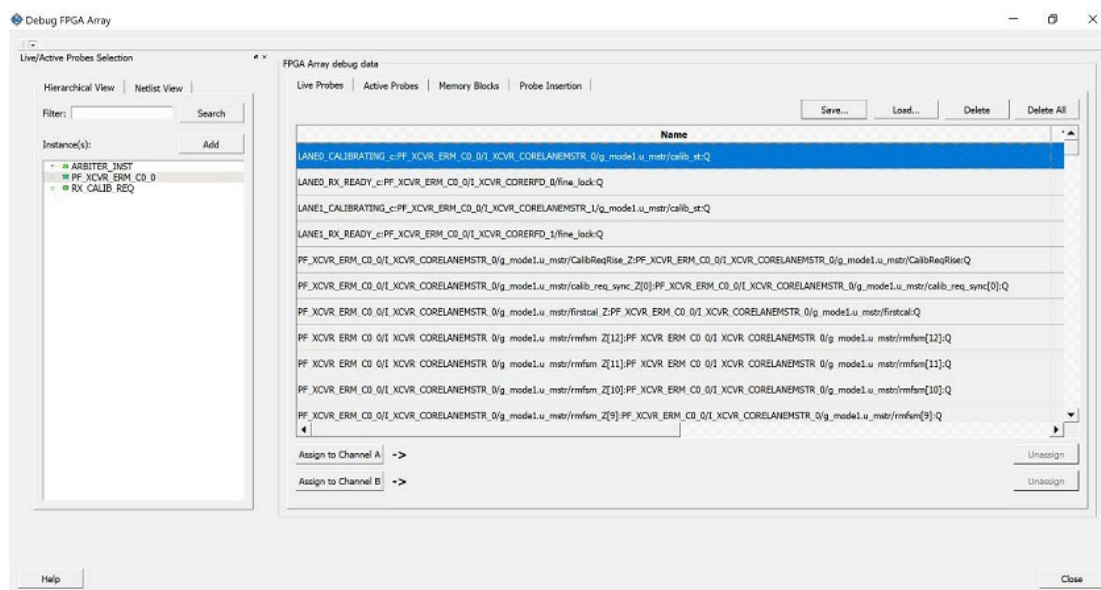 Debug FPGA Array
Live/Active Probes Selection
Hierarchical View
Netlist View
Filter:
Search
Instance(s):
Add
ARBITER_INST
PF_XCVR_ERM_C0_0
RX_CALIB_REQ
FPGA Array debug data
Live Probes
Active Probes
Memory Blocks
Probe Insertion
Save...
Load...
Delete
Delete All
Name
LANE0_CALIBRATING_c:PF_XCVR_ERM_C0_0/I_XCVR_CORELANEMSTR_0/g_mode1.u_mstr/calib_st:Q
LANE0_RX_READY_c:PF_XCVR_ERM_C0_0/I_XCVR_CORERFD_0/fine_lock:Q
LANE1_CALIBRATING_c:PF_XCVR_ERM_C0_0/I_XCVR_CORELANEMSTR_1/g_mode1.u_mstr/calib_st:Q
LANE1_RX_READY_c:PF_XCVR_ERM_C0_0/I_XCVR_CORERFD_1/fine_lock:Q
PF_XCVR_ERM_C0_0/I_XCVR_CORELANEMSTR_0/g_mode1.u_mstr/CalibReqRise_Z:PF_XCVR_ERM_C0_0/I_XCVR_CORELANEMSTR_0/g_mode1.u_mstr/CalibReqRise:Q
PF_XCVR_ERM_C0_0/I_XCVR_CORELANEMSTR_0/g_mode1.u_mstr/calib_req_sync_Z[0]:PF_XCVR_ERM_C0_0/I_XCVR_CORELANEMSTR_0/g_mode1.u_mstr/calib_req_sync[0]:Q
PF_XCVR_ERM_C0_0/I_XCVR_CORELANEMSTR_0/g_mode1.u_mstr/firstcal_Z:PF_XCVR_ERM_C0_0/I_XCVR_CORELANEMSTR_0/g_mode1.u_mstr/firstcal:Q
PF_XCVR_ERM_C0_0/I_XCVR_CORELANEMSTR_0/g_mode1.u_mstr/rmfsm_Z[12]:PF_XCVR_ERM_C0_0/I_XCVR_CORELANEMSTR_0/g_mode1.u_mstr/rmfsm[12]:Q
PF_XCVR_ERM_C0_0/I_XCVR_CORELANEMSTR_0/g_mode1.u_mstr/rmfsm_Z[11]:PF_XCVR_ERM_C0_0/I_XCVR_CORELANEMSTR_0/g_mode1.u_mstr/rmfsm[11]:Q
PF_XCVR_ERM_C0_0/I_XCVR_CORELANEMSTR_0/g_mode1.u_mstr/rmfsm_Z[10]:PF_XCVR_ERM_C0_0/I_XCVR_CORELANEMSTR_0/g_mode1.u_mstr/rmfsm[10]:Q
PF_XCVR_ERM_C0_0/I_XCVR_CORELANEMSTR_0/g_mode1.u_mstr/rmfsm_Z[9]:PF_XCVR_ERM_C0_0/I_XCVR_CORELANEMSTR_0/g_mode1.u_mstr/rmfsm[9]:Q
Assign to Channel A ->
Unassign
Assign to Channel B ->
Unassign
Help
Close